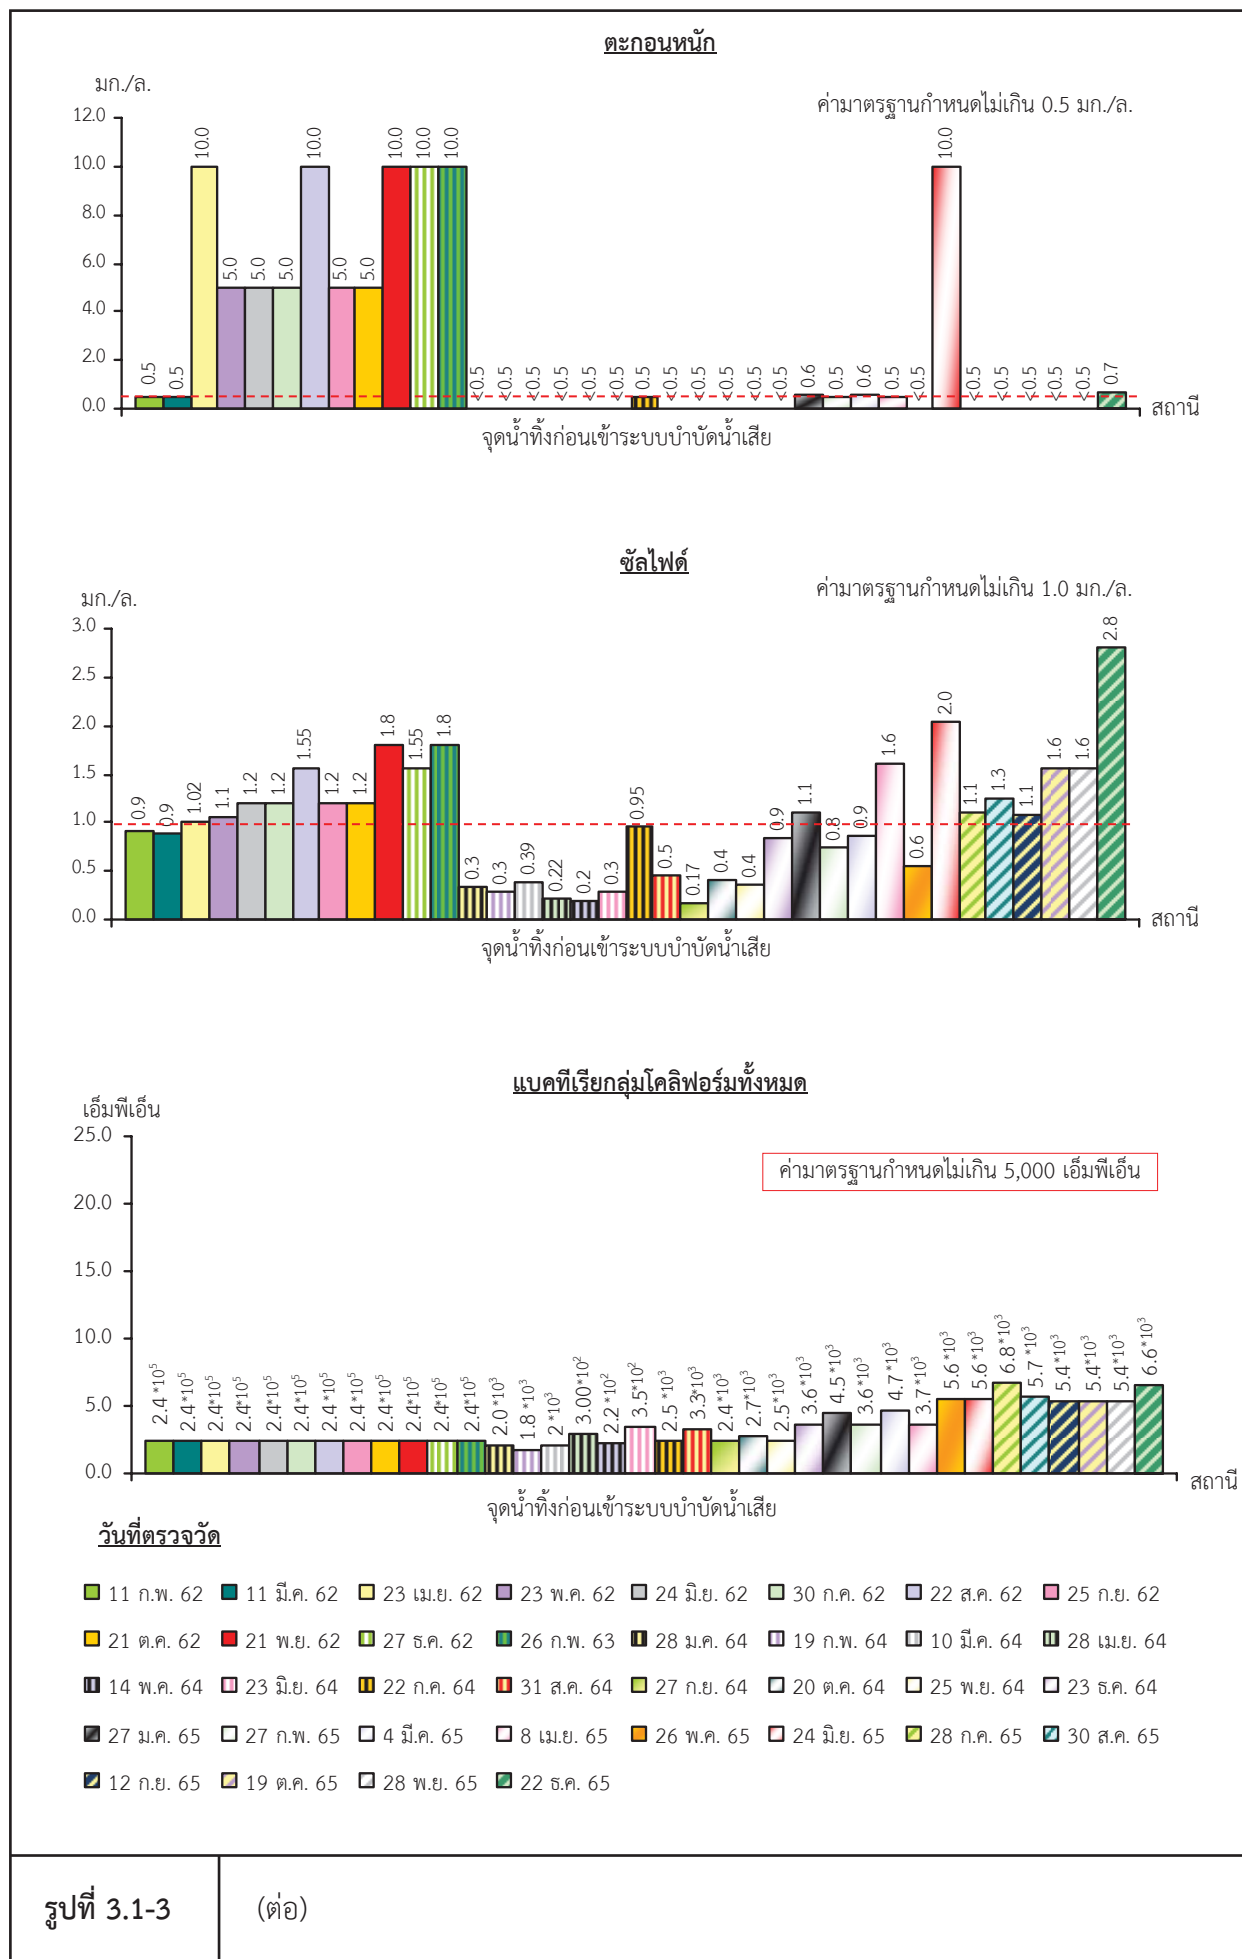 ตะกอนหนัก
มก./ล.
ค่ามาตรฐานกำหนดไม่เกิน 0.5 มก./ล.
12.0
10.0
8.0
6.0
4.0
2.0
0.0
0.5 0.5 10.0 5.0 5.0 5.0 10.0 5.0 5.0 10.0 10.0 10.0 <0.5 <0.5 <0.5 <0.5 <0.5 <0.5 0.5 <0.5 <0.5 <0.5 <0.5 <0.5 0.6 0.5 0.6 0.5 <0.5 10.0 <0.5 <0.5 <0.5 <0.5 <0.5 0.7
สถานี
จุดน้ำทิ้งก่อนเข้าระบบบำบัดน้ำเสีย
ซัลไฟด์
มก./ล.
ค่ามาตรฐานกำหนดไม่เกิน 1.0 มก./ล.
3.0
2.5
2.0
1.5
1.0
0.5
0.0
0.9 0.9 1.02 1.1 1.2 1.2 1.55 1.2 1.2 1.8 1.55 1.8 0.3 0.3 0.39 0.22 0.2 0.3 0.95 0.5 0.17 0.4 0.4 0.9 1.1 0.8 0.9 1.6 0.6 2.0 1.1 1.3 1.1 1.6 1.6 2.8
สถานี
จุดน้ำทิ้งก่อนเข้าระบบบำบัดน้ำเสีย
แบคทีเรียกลุ่มโคลิฟอร์มทั้งหมด
เอ็มพีเอ็น
ค่ามาตรฐานกำหนดไม่เกิน 5,000 เอ็มพีเอ็น
25.0
20.0
15.0
10.0
5.0
0.0
2.4*10⁵ 2.4*10⁵ 2.4*10⁵ 2.4*10⁵ 2.4*10⁵ 2.4*10⁵ 2.4*10⁵ 2.4*10⁵ 2.4*10⁵ 2.4*10⁵ 2.4*10⁵ 2.4*10⁵ 2.0*10³ 1.8*10³ 2*10³ 3.00*10² 2.2*10² 3.5*10² 2.5*10³ 3.3*10³ 2.4*10³ 2.7*10³ 2.5*10³ 3.6*10³ 4.5*10³ 3.6*10³ 4.7*10³ 3.7*10³ 5.6*10³ 5.6*10³ 6.8*10³ 5.7*10³ 5.4*10³ 5.4*10³ 5.4*10³ 6.6*10³
สถานี
จุดน้ำทิ้งก่อนเข้าระบบบำบัดน้ำเสีย
วันที่ตรวจวัด
11 ก.พ. 62 11 มี.ค. 62 23 เม.ย. 62 23 พ.ค. 62 24 มิ.ย. 62 30 ก.ค. 62 22 ส.ค. 62 25 ก.ย. 62
21 ต.ค. 62 21 พ.ย. 62 27 ธ.ค. 62 26 ก.พ. 63 28 ม.ค. 64 19 ก.พ. 64 10 มี.ค. 64 28 เม.ย. 64
14 พ.ค. 64 23 มิ.ย. 64 22 ก.ค. 64 31 ส.ค. 64 27 ก.ย. 64 20 ต.ค. 64 25 พ.ย. 64 23 ธ.ค. 64
27 ม.ค. 65 27 ก.พ. 65 4 มี.ค. 65 8 เม.ย. 65 26 พ.ค. 65 24 มิ.ย. 65 28 ก.ค. 65 30 ส.ค. 65
12 ก.ย. 65 19 ต.ค. 65 28 พ.ย. 65 22 ธ.ค. 65
รูปที่ 3.1-3 (ต่อ)